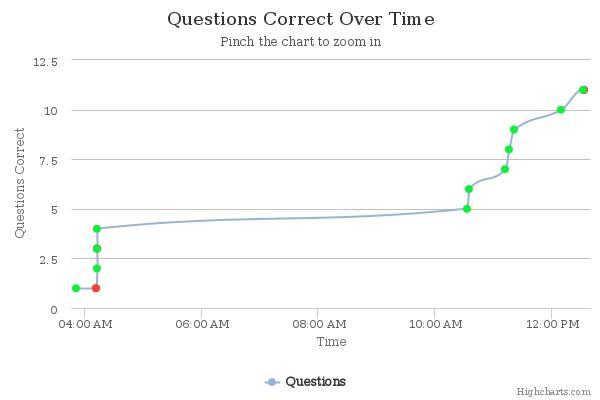 Questions Correct Over Time
Pinch the chart to zoom in
Questions Correct
12.5
10
7.5
5
2.5
0
04:00 AM 06:00 AM 08:00 AM 10:00 AM 12:00 PM
Time
Questions
Highcharts.com